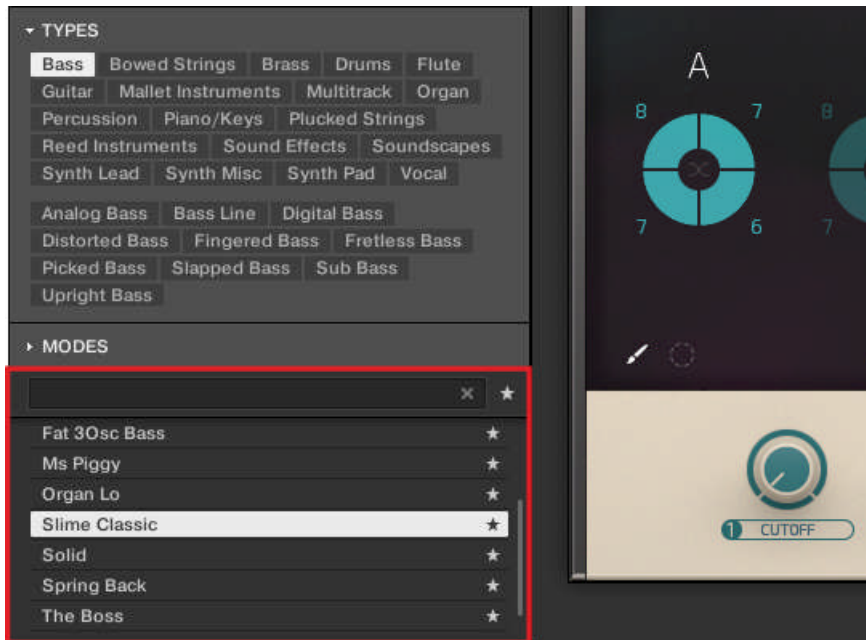 TYPES
Bass Bowed Strings Brass Drums Flute
Guitar Mallet Instruments Multitrack Organ
Percussion Piano/Keys Plucked Strings
Reed Instruments Sound Effects Soundscapes
Synth Lead Synth Misc Synth Pad Vocal
Analog Bass Bass Line Digital Bass
Distorted Bass Fingered Bass Fretless Bass
Picked Bass Slapped Bass Sub Bass
Upright Bass
MODES
Fat 3Osc Bass
Ms Piggy
Organ Lo
Slime Classic
Solid
Spring Back
The Boss
A
8 7 8
7 6 7
1 CUTOFF